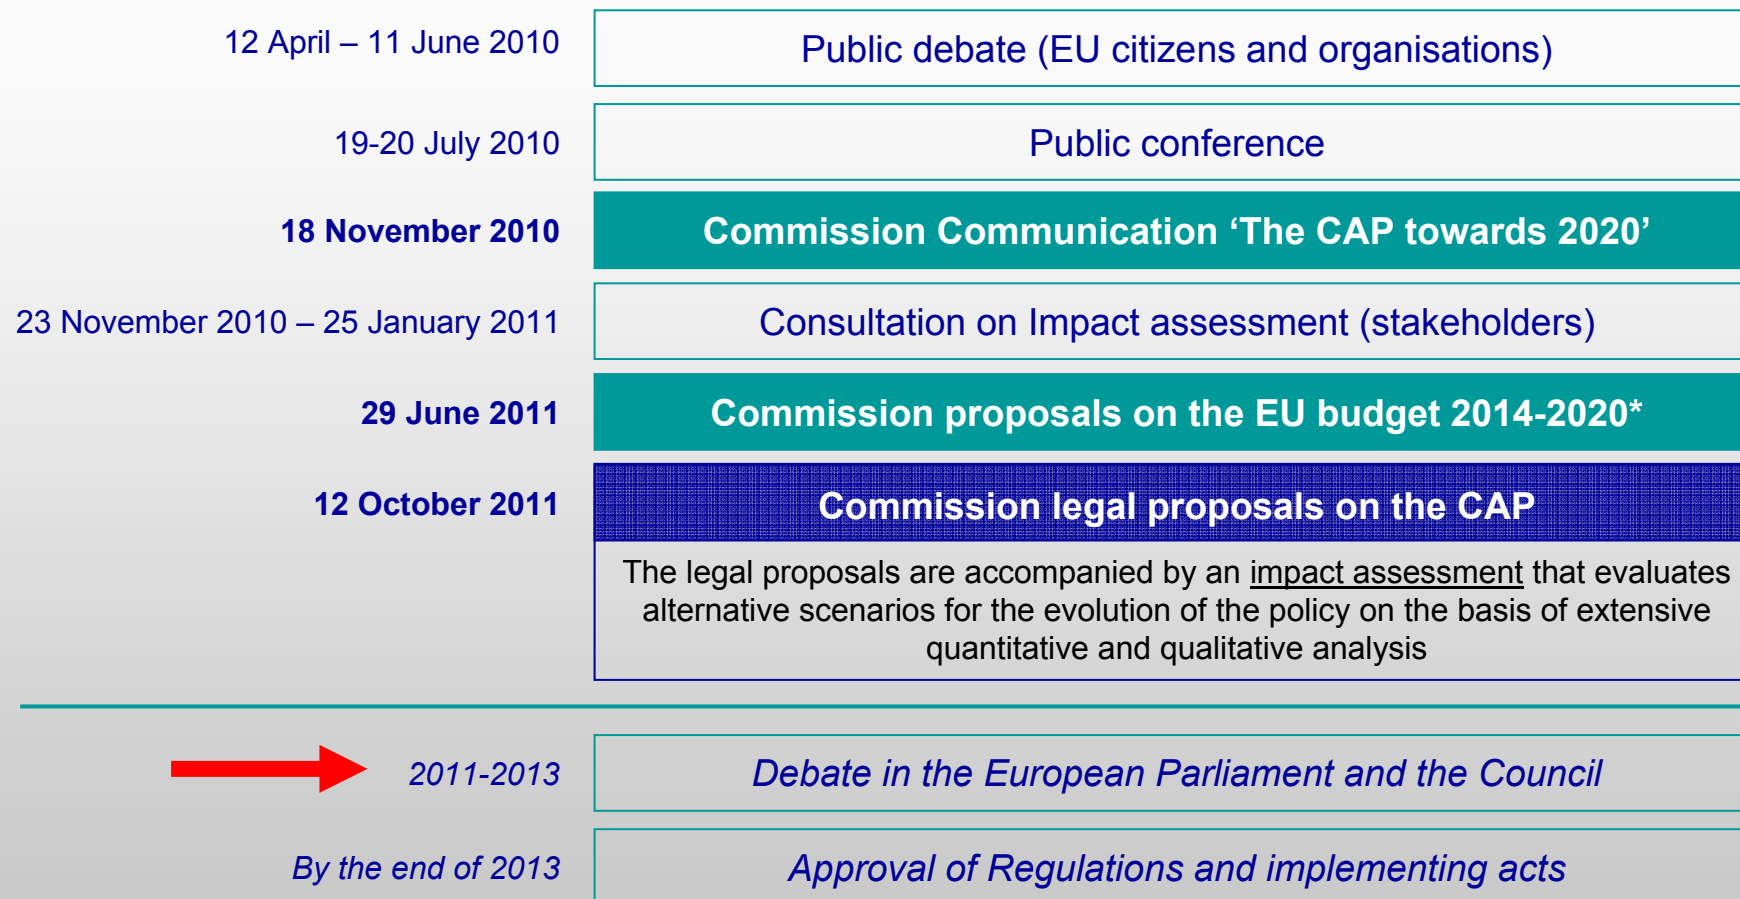 12 April – 11 June 2010
Public debate (EU citizens and organisations)
19-20 July 2010
Public conference
18 November 2010
Commission Communication ‘The CAP towards 2020’
23 November 2010 – 25 January 2011
Consultation on Impact assessment (stakeholders)
29 June 2011
Commission proposals on the EU budget 2014-2020*
12 October 2011
Commission legal proposals on the CAP
The legal proposals are accompanied by an impact assessment that evaluates
alternative scenarios for the evolution of the policy on the basis of extensive
quantitative and qualitative analysis
2011-2013
Debate in the European Parliament and the Council
By the end of 2013
Approval of Regulations and implementing acts